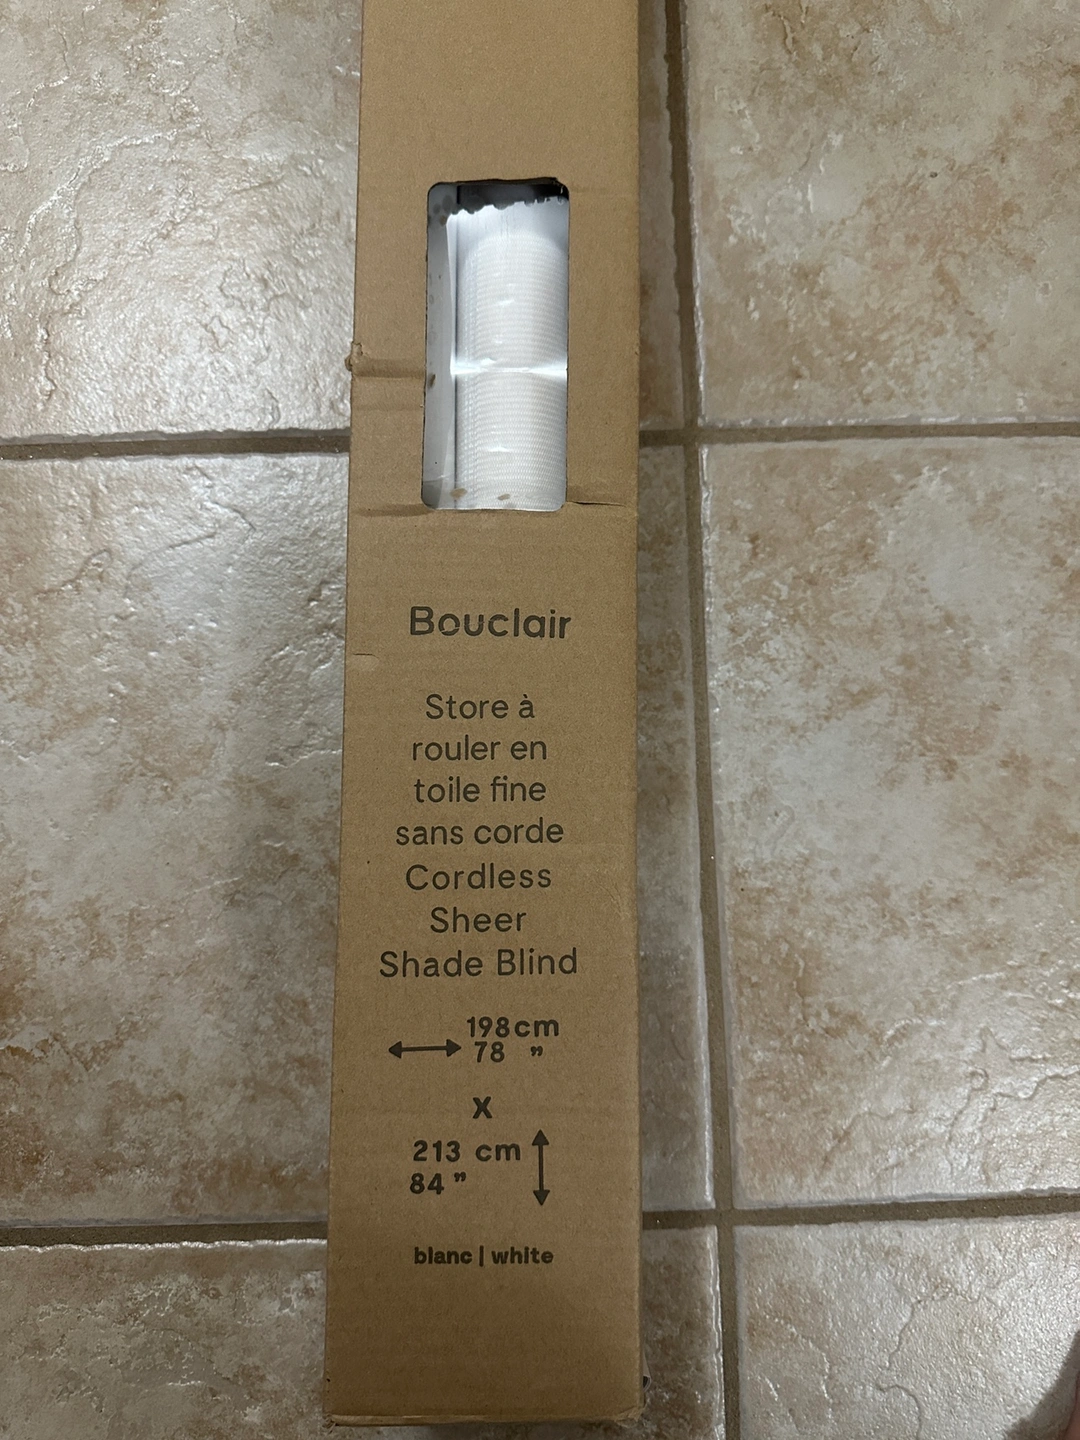 Bouclair
Store à
rouler en
toile fine
sans corde
Cordless
Sheer
Shade Blind
198cm
78 ”
X
213 cm
84 ”
blanc | white